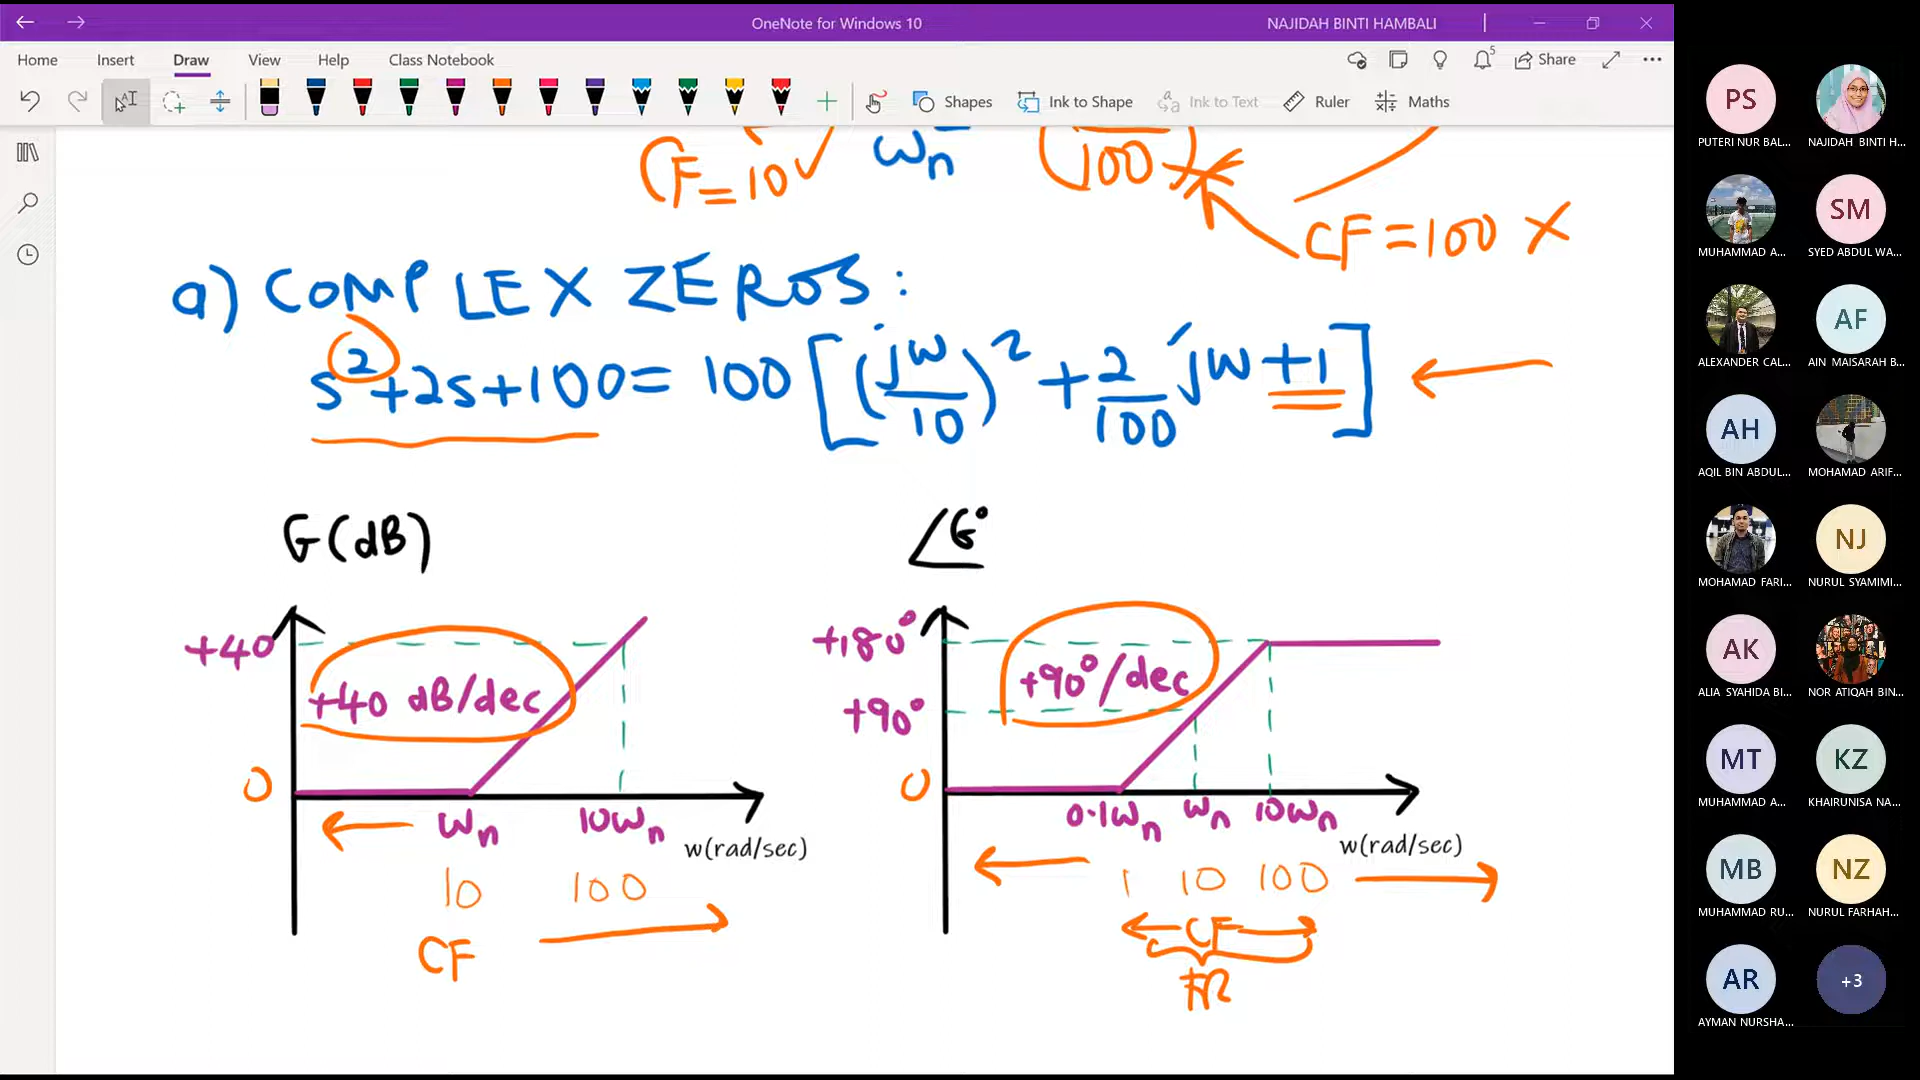 OneNote for Windows 10
NAJIDAH BINTI HAMBALI
Home Insert Draw View Help Class Notebook
5
Share
Shapes
Ink to Shape
Ink to Text
Ruler
Maths
CF=10 ✓
ωn
100
CF=100 X
a) COMPLEX ZEROS:
s²+2s+100 = 100 [(jω/10)² + 2/100 jω +1]
G(dB)
∠G°
+40
+40 dB/dec
0
ωn
10ωn
w(rad/sec)
10
100
CF
+180°
+90°/dec
+90°
0
0.1ωn
ωn
10ωn
w(rad/sec)
1
10
100
CF
PS
PUTERI NUR BAL...
NAJIDAH BINTI H...
MUHAMMAD A...
SM
SYED ABDUL WA...
ALEXANDER CAL...
AF
AIN MAISARAH B...
AH
AQIL BIN ABDUL...
MOHAMAD ARIF...
MOHAMAD FARI...
NJ
NURUL SYAMIMI...
AK
ALIA SYAHIDA BI...
NOR ATIQAH BIN...
MT
MUHAMMAD A...
KZ
KHAIRUNISA NA...
MB
MUHAMMAD RU...
NZ
NURUL FARHAH...
AR
AYMAN NURSHA...
+3